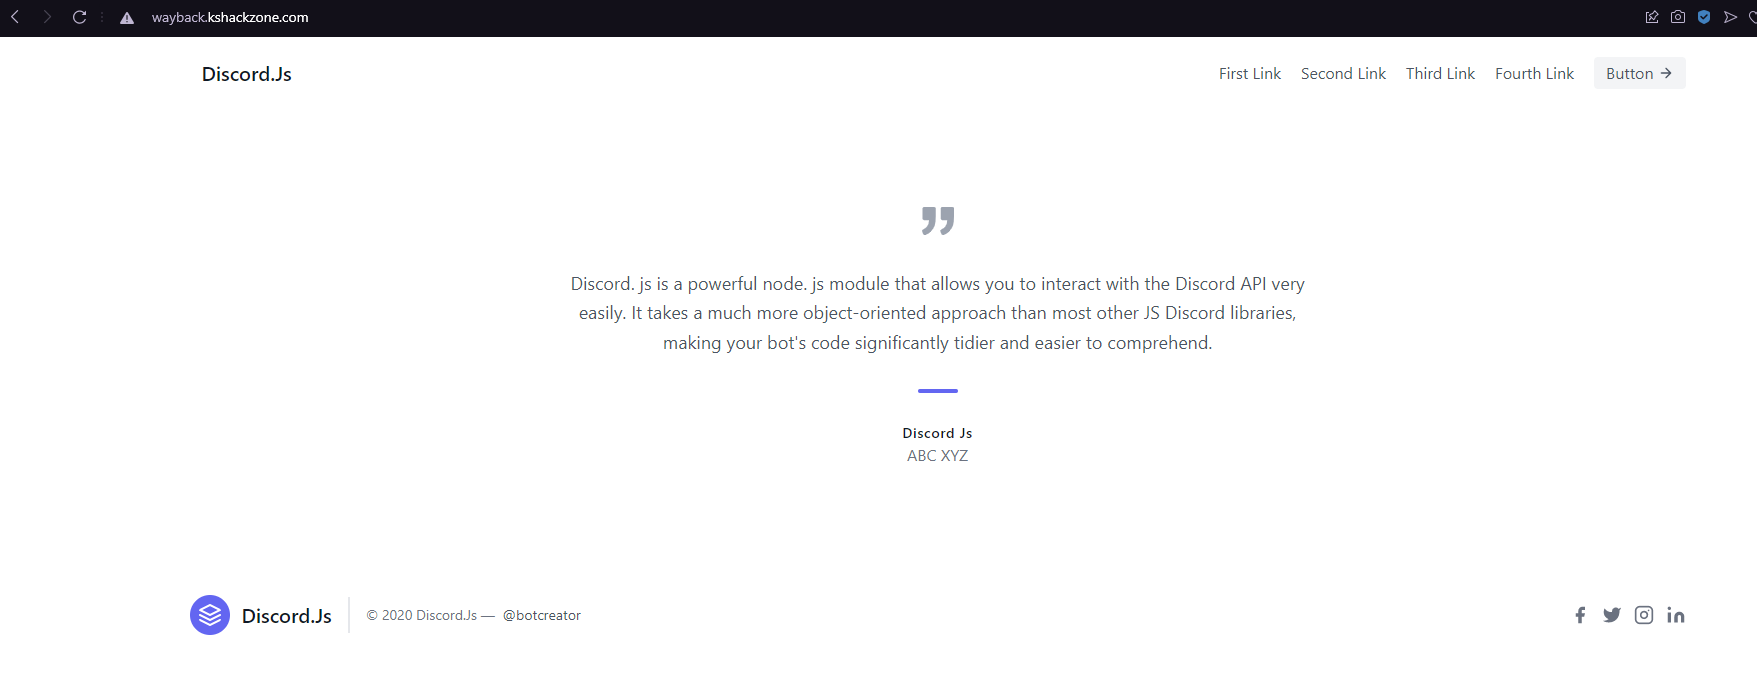 wayback.kshackzone.com
Discord.Js
First Link Second Link Third Link Fourth Link Button →
Discord. js is a powerful node. js module that allows you to interact with the Discord API very
easily. It takes a much more object-oriented approach than most other JS Discord libraries,
making your bot's code significantly tidier and easier to comprehend.
Discord Js
ABC XYZ
Discord.Js
© 2020 Discord.Js — @botcreator